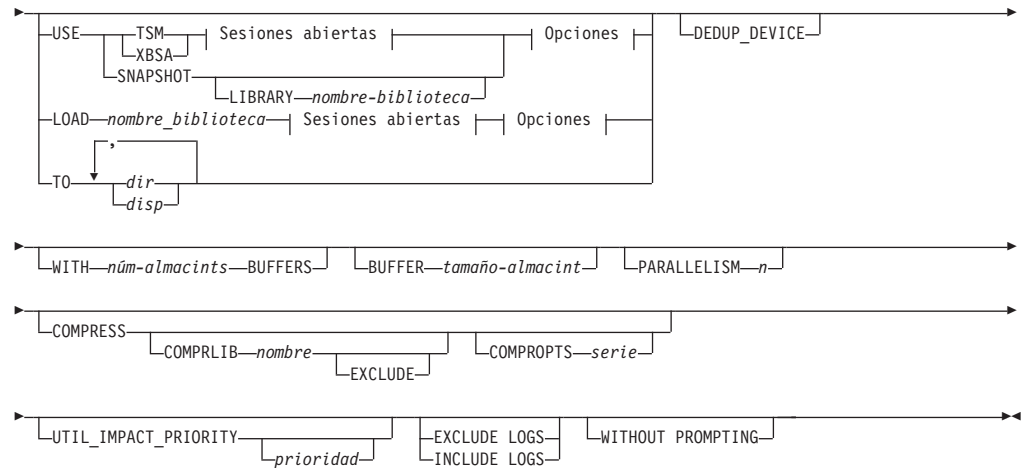 USE TSM Sesiones abiertas Opciones DEDUP_DEVICE
XBSA
SNAPSHOT
LIBRARY nombre-biblioteca
LOAD nombre_biblioteca Sesiones abiertas Opciones
,
TO dir
disp
WITH núm-almacints BUFFERS BUFFER tamaño-almacint PARALLELISM n
COMPRESS
COMPRLIB nombre COMPROPTS serie
EXCLUDE
UTIL_IMPACT_PRIORITY EXCLUDE LOGS WITHOUT PROMPTING
prioridad INCLUDE LOGS